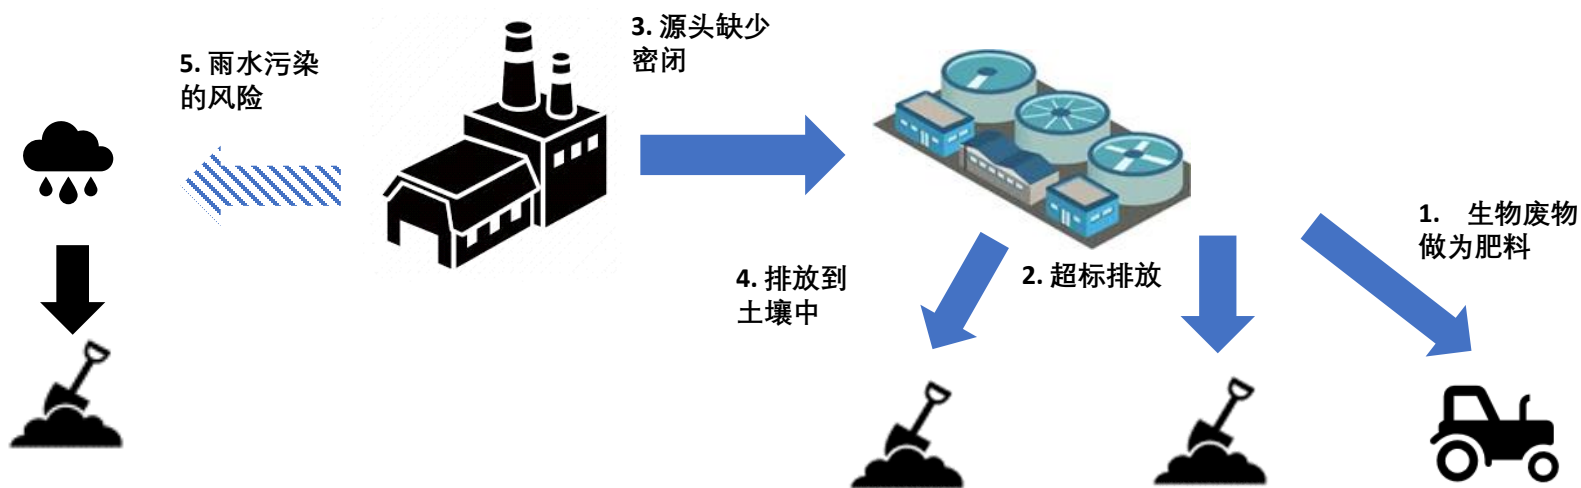 3. 源头缺少
密闭
5. 雨水污染
的风险
1. 生物废物
做为肥料
4. 排放到
土壤中
2. 超标排放